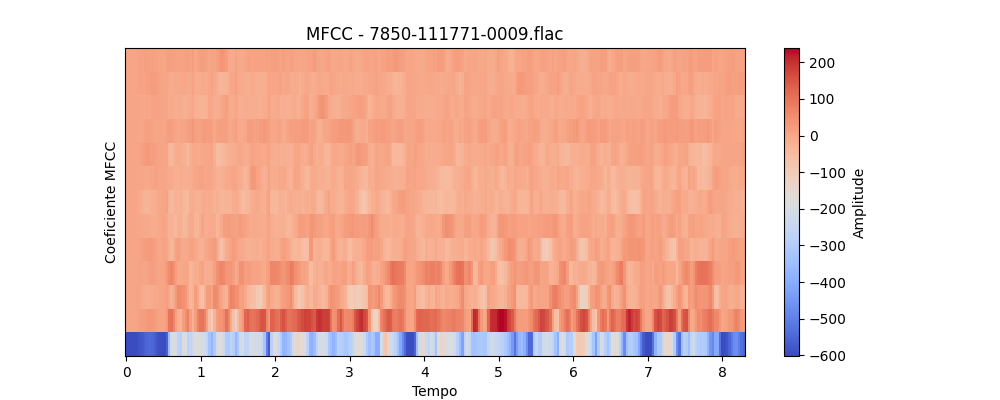 MFCC - 7850-111771-0009.flac
Coeficiente MFCC
0 1 2 3 4 5 6 7 8
Tempo
200
100
0
−100
−200
−300
−400
−500
−600
Amplitude